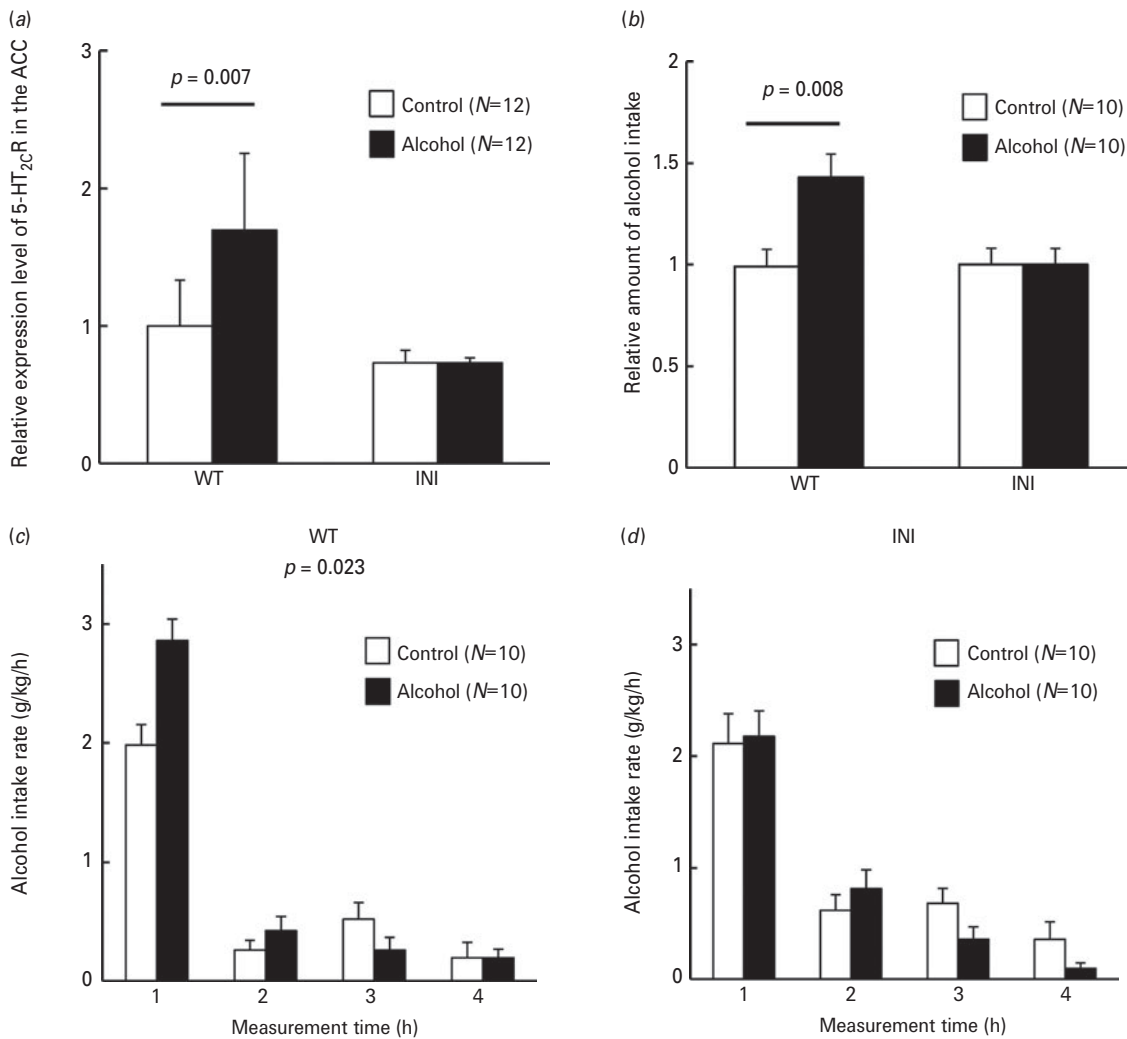 (a)
3
2
1
0
Relative expression level of 5-HT2CR in the ACC
p = 0.007
Control (N=12)
Alcohol (N=12)
WT INI
(b)
2
1.5
1
0.5
0
Relative amount of alcohol intake
p = 0.008
Control (N=10)
Alcohol (N=10)
WT INI
(c)
WT
p = 0.023
3
2
1
0
Alcohol intake rate (g/kg/h)
Control (N=10)
Alcohol (N=10)
1 2 3 4
Measurement time (h)
(d)
INI
3
2
1
0
Alcohol intake rate (g/kg/h)
Control (N=10)
Alcohol (N=10)
1 2 3 4
Measurement time (h)